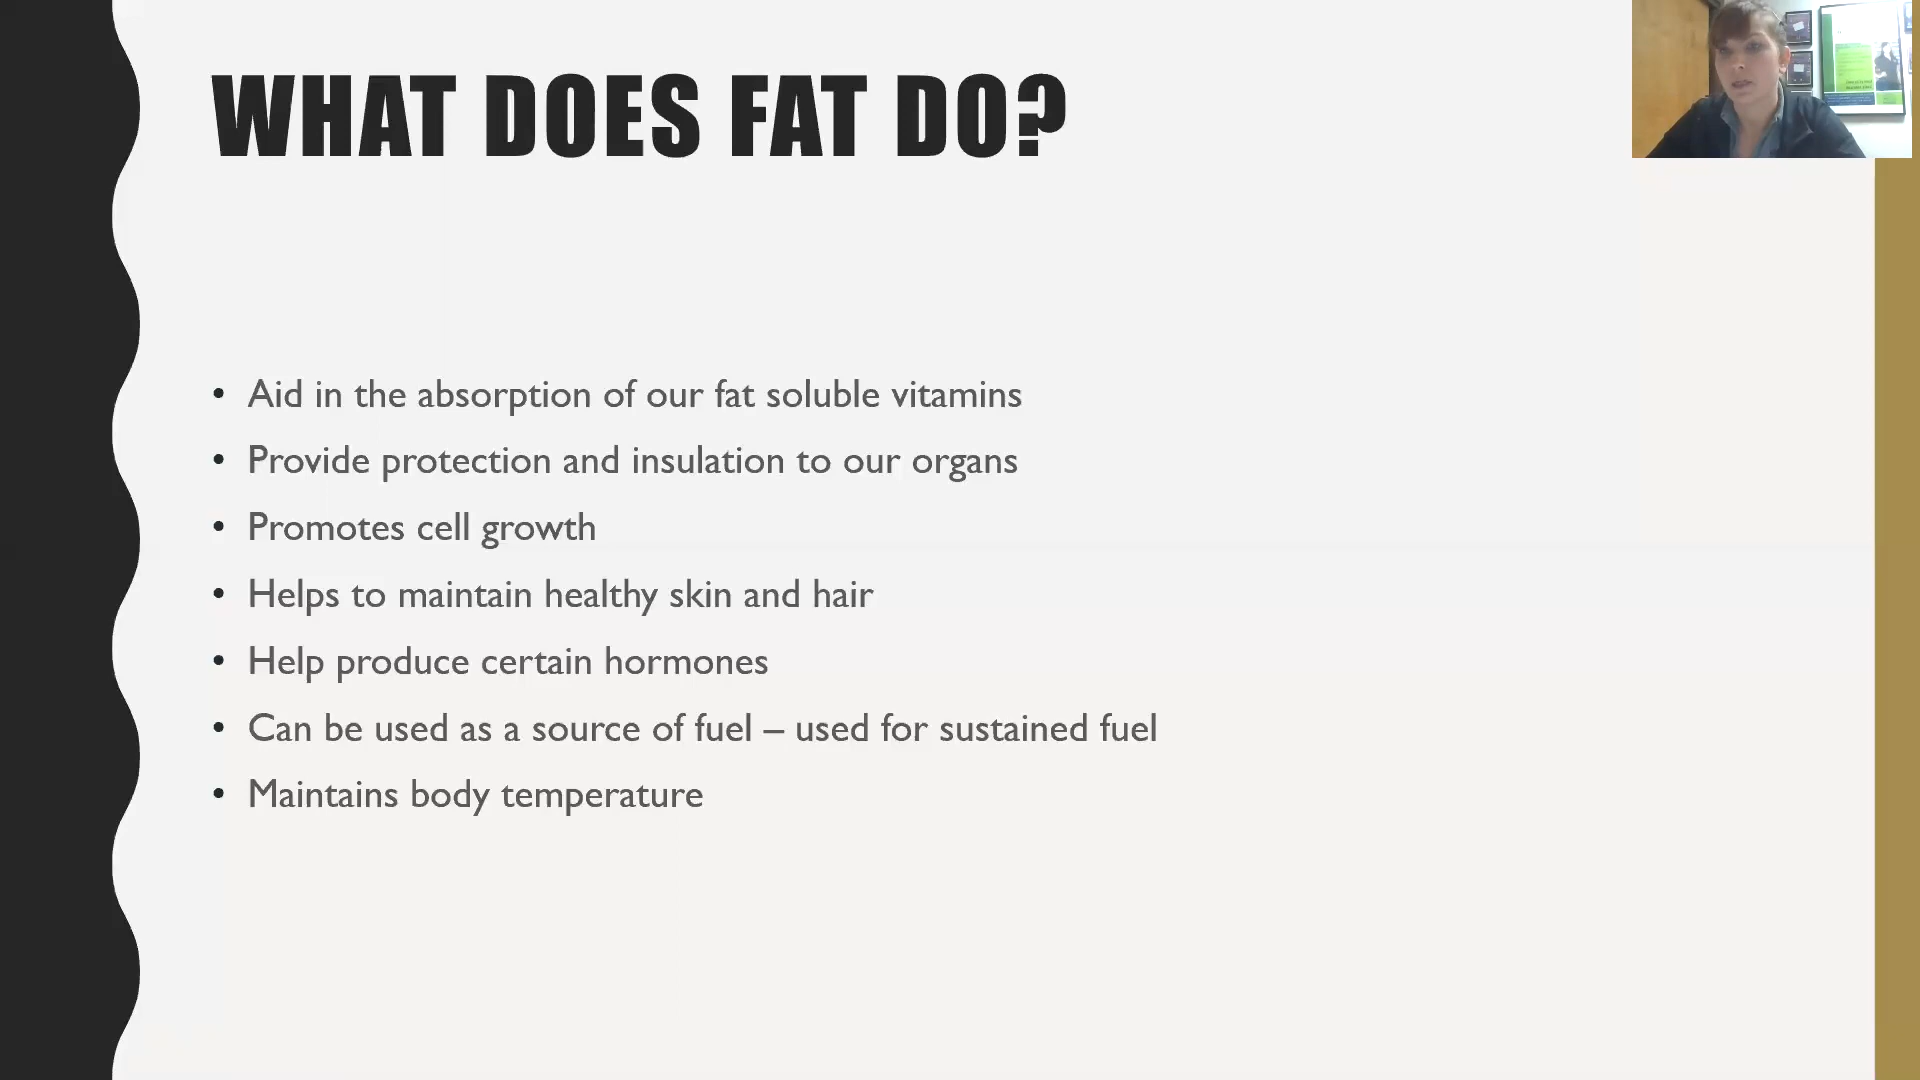 WHAT DOES FAT DO?
• Aid in the absorption of our fat soluble vitamins
• Provide protection and insulation to our organs
• Promotes cell growth
• Helps to maintain healthy skin and hair
• Help produce certain hormones
• Can be used as a source of fuel – used for sustained fuel
• Maintains body temperature